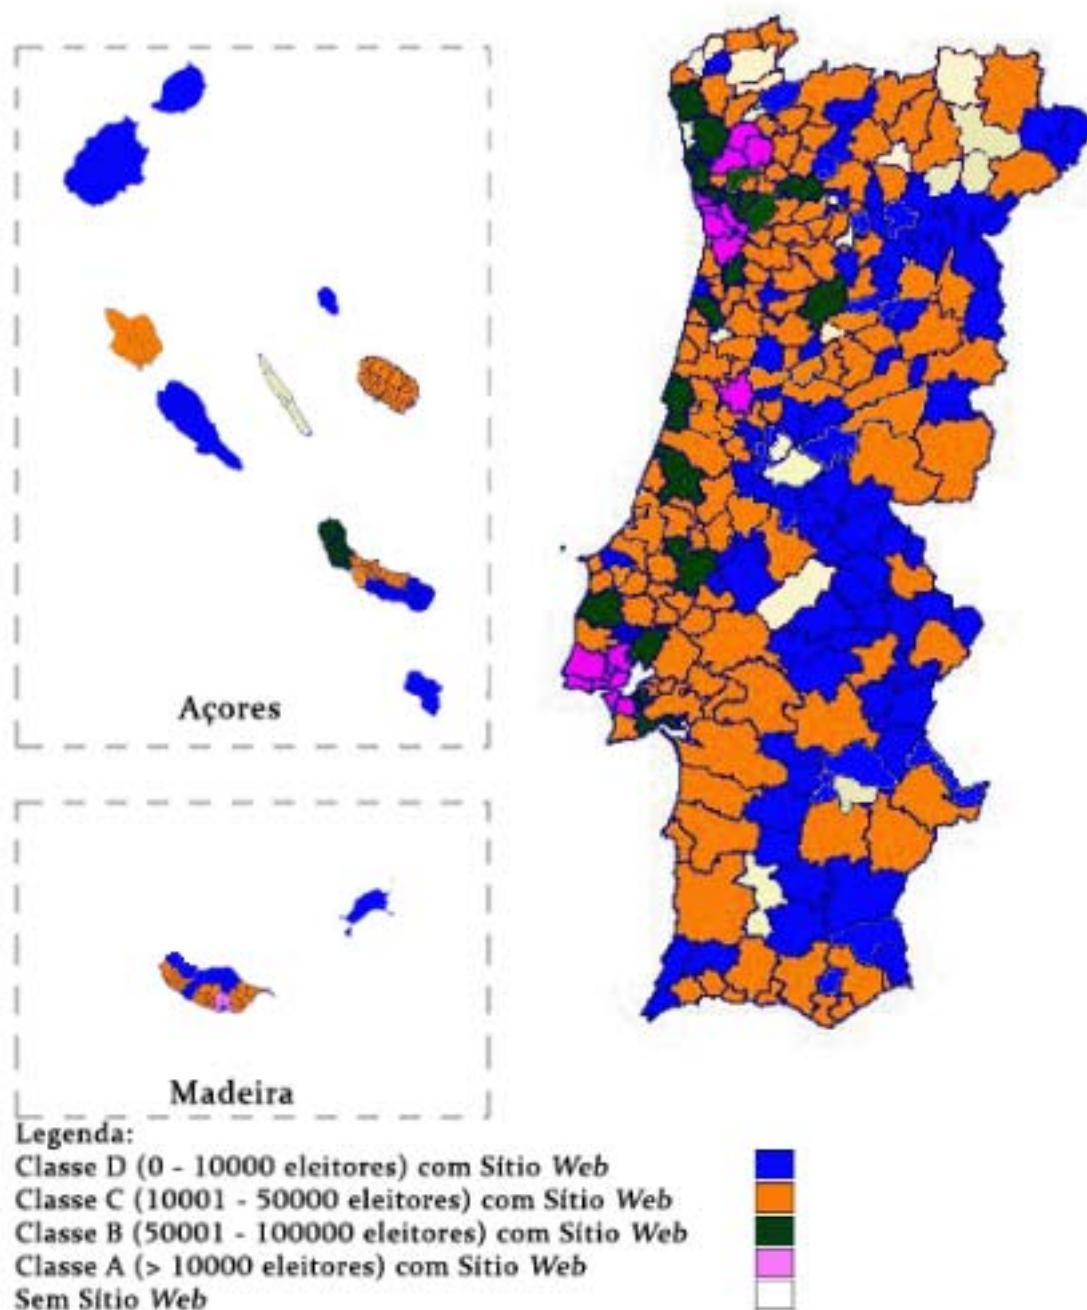 Açores
Madeira
Legenda:
Classe D (0 - 10000 eleitores) com Sítio Web
Classe C (10001 - 50000 eleitores) com Sítio Web
Classe B (50001 - 100000 eleitores) com Sítio Web
Classe A (> 10000 eleitores) com Sítio Web
Sem Sítio Web